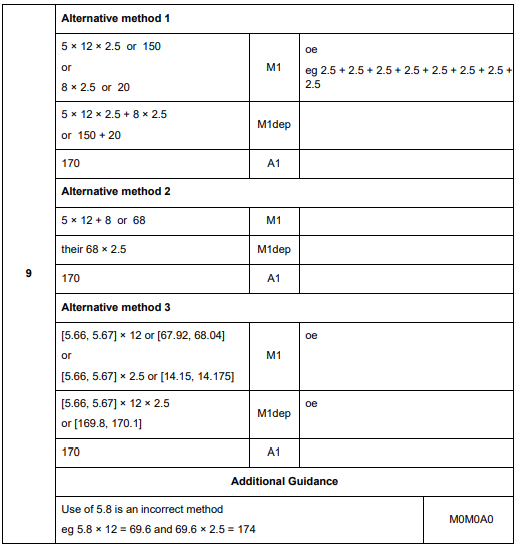 Alternative method 1
5 × 12 × 2.5 or 150
or
8 × 2.5 or 20
M1
oe
eg 2.5 + 2.5 + 2.5 + 2.5 + 2.5 + 2.5 + 2.5 +
2.5
5 × 12 × 2.5 + 8 × 2.5
or 150 + 20
M1dep
170
A1
Alternative method 2
5 × 12 + 8 or 68
M1
their 68 × 2.5
M1dep
170
A1
9
Alternative method 3
[5.66, 5.67] × 12 or [67.92, 68.04]
or
[5.66, 5.67] × 2.5 or [14.15, 14.175]
M1
oe
[5.66, 5.67] × 12 × 2.5
or [169.8, 170.1]
M1dep
oe
170
A1
Additional Guidance
Use of 5.8 is an incorrect method
eg 5.8 × 12 = 69.6 and 69.6 × 2.5 = 174
M0M0A0